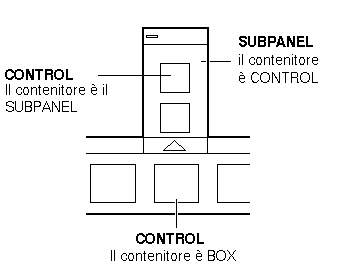 SUBPANEL
il contenitore
è CONTROL
CONTROL
Il contenitore è il
SUBPANEL
CONTROL
Il contenitore è BOX